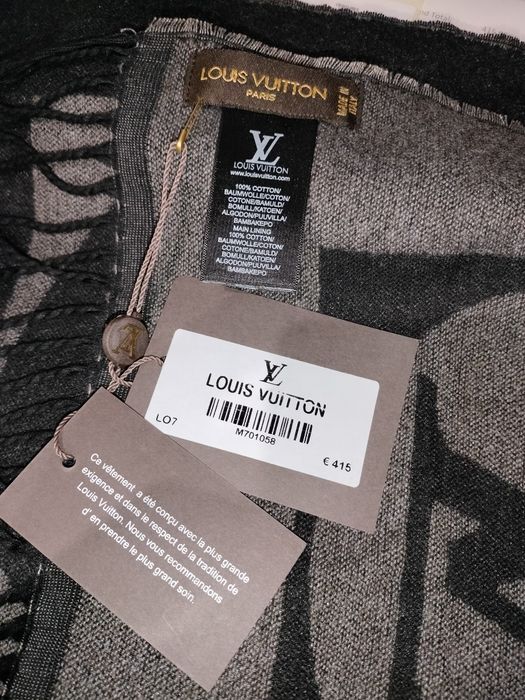 LOUIS VUITTON
PARIS
MADE IN
ITALY
LV
LOUIS VUITTON
www.louisvuitton.com
100% COTTON/
BAUMWOLLE/COTON/
COTONE/BAMULD/
BOMULL/KATOEN/
ALGODON/PUUVILLA/
BAMBAKEPO
MAIN LINING
100% COTTON/
BAUMWOLLE/COTON/
COTONE/BAMULD/
BOMULL/KATOEN/
ALGODON/PUUVILLA/
BAMBAKEPO
LV
LV
LOUIS VUITTON
LO7
M701058
€ 415
Ce vêtement a été conçu avec la plus grande
exigence et dans le respect de la tradition de
Louis Vuitton. Nous vous recommandons
d' en prendre le plus grand soin.